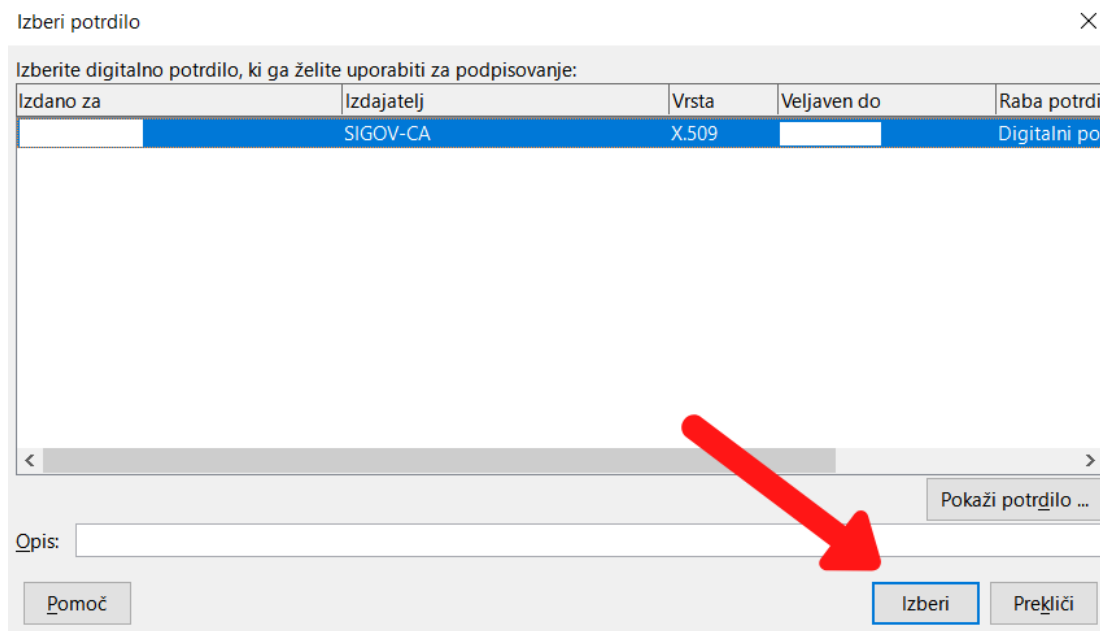 Izberi potrdilo
Izberite digitalno potrdilo, ki ga želite uporabiti za podpisovanje:
Izdano za Izdajatelj Vrsta Veljaven do Raba potrdi
SIGOV-CA X.509 Digitalni po
Pokaži potrdilo ...
Opis:
Pomoč Izberi Prekliči